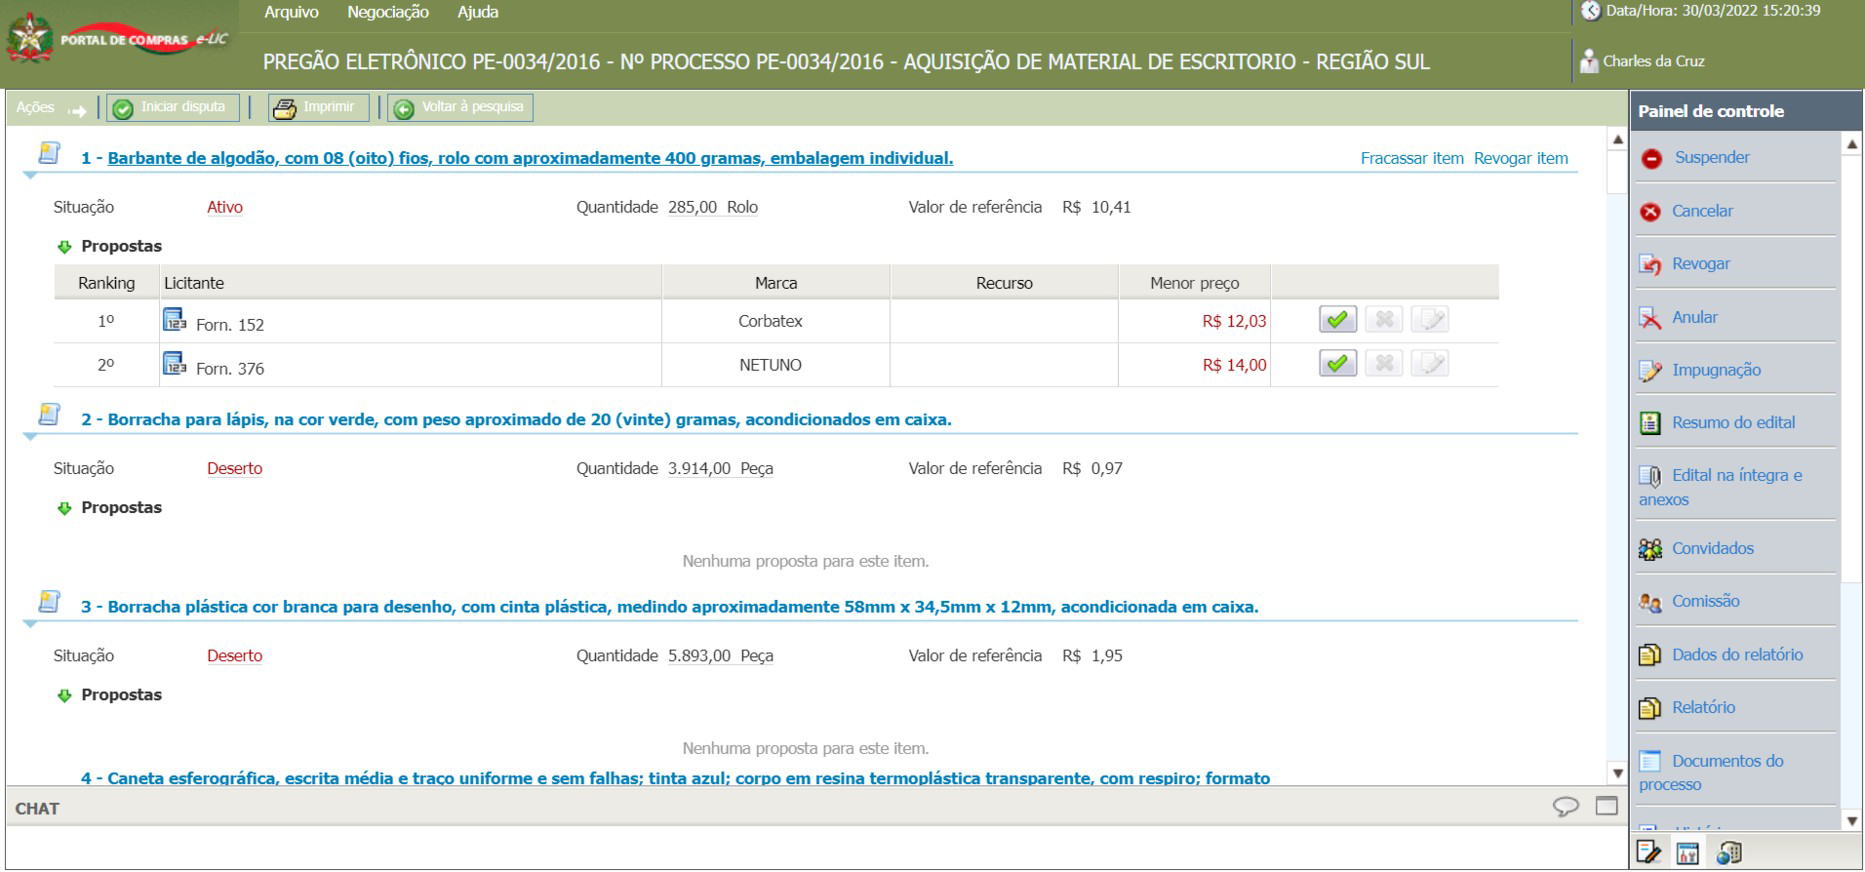 Arquivo Negociação Ajuda
Data/Hora: 30/03/2022 15:20:39
PORTAL DE COMPRAS e-LIC
PREGÃO ELETRÔNICO PE-0034/2016 - Nº PROCESSO PE-0034/2016 - AQUISIÇÃO DE MATERIAL DE ESCRITORIO - REGIÃO SUL
Charles da Cruz
Ações Iniciar disputa Imprimir Voltar à pesquisa
1 - Barbante de algodão, com 08 (oito) fios, rolo com aproximadamente 400 gramas, embalagem individual. Fracassar item Revogar item
Situação Ativo Quantidade 285,00 Rolo Valor de referência R$ 10,41
Propostas
Ranking Licitante Marca Recurso Menor preço
1º Forn. 152 Corbatex R$ 12,03
2º Forn. 376 NETUNO R$ 14,00
2 - Borracha para lápis, na cor verde, com peso aproximado de 20 (vinte) gramas, acondicionados em caixa.
Situação Deserto Quantidade 3.914,00 Peça Valor de referência R$ 0,97
Propostas
Nenhuma proposta para este item.
3 - Borracha plástica cor branca para desenho, com cinta plástica, medindo aproximadamente 58mm x 34,5mm x 12mm, acondicionada em caixa.
Situação Deserto Quantidade 5.893,00 Peça Valor de referência R$ 1,95
Propostas
Nenhuma proposta para este item.
4 - Caneta esferográfica, escrita média e traço uniforme e sem falhas; tinta azul; corpo em resina termoplástica transparente, com respiro; formato
CHAT
Painel de controle
Suspender
Cancelar
Revogar
Anular
Impugnação
Resumo do edital
Edital na íntegra e
anexos
Convidados
Comissão
Dados do relatório
Relatório
Documentos do
processo